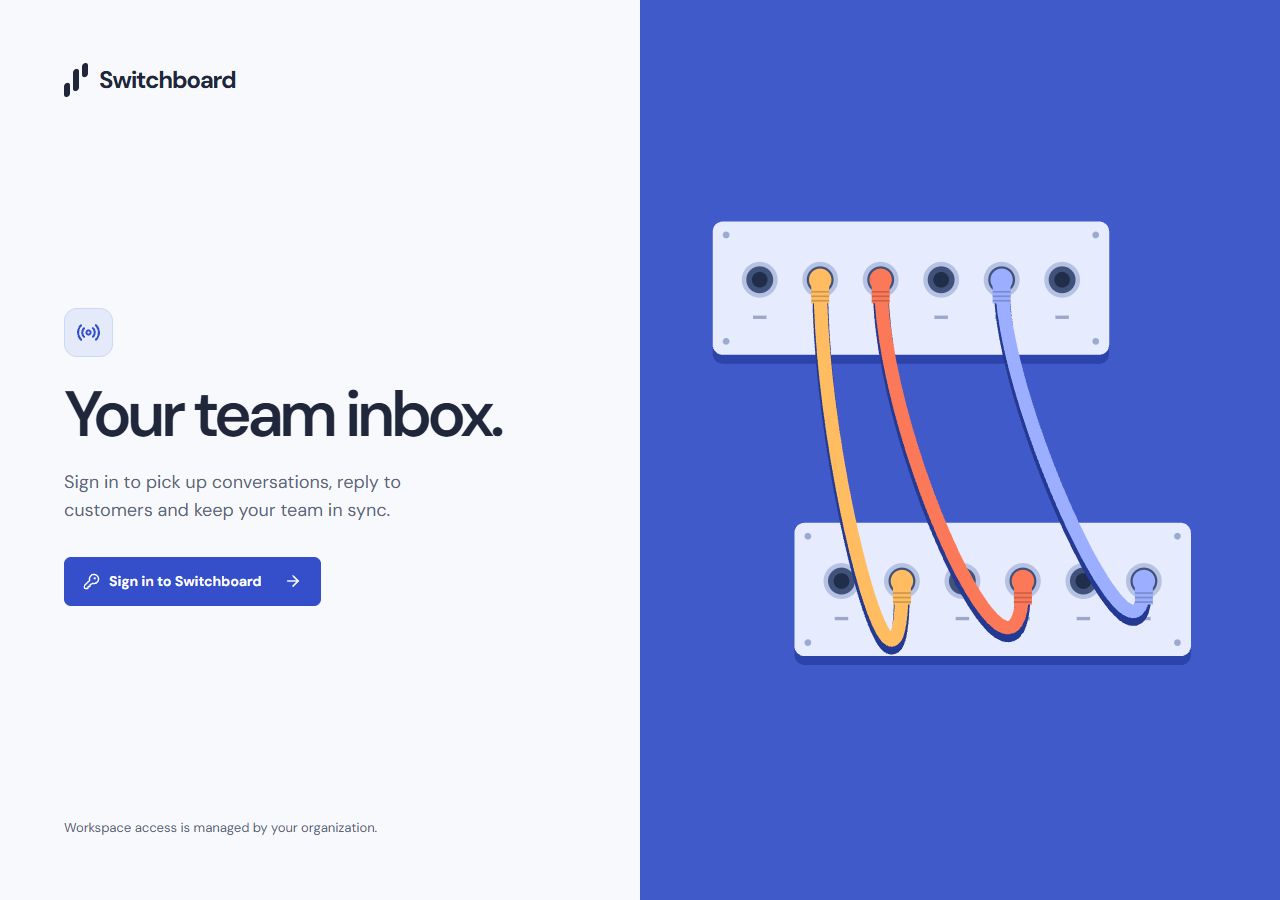 Switchboard
Your team inbox.
Sign in to pick up conversations, reply to
customers and keep your team in sync.
Sign in to Switchboard
Workspace access is managed by your organization.